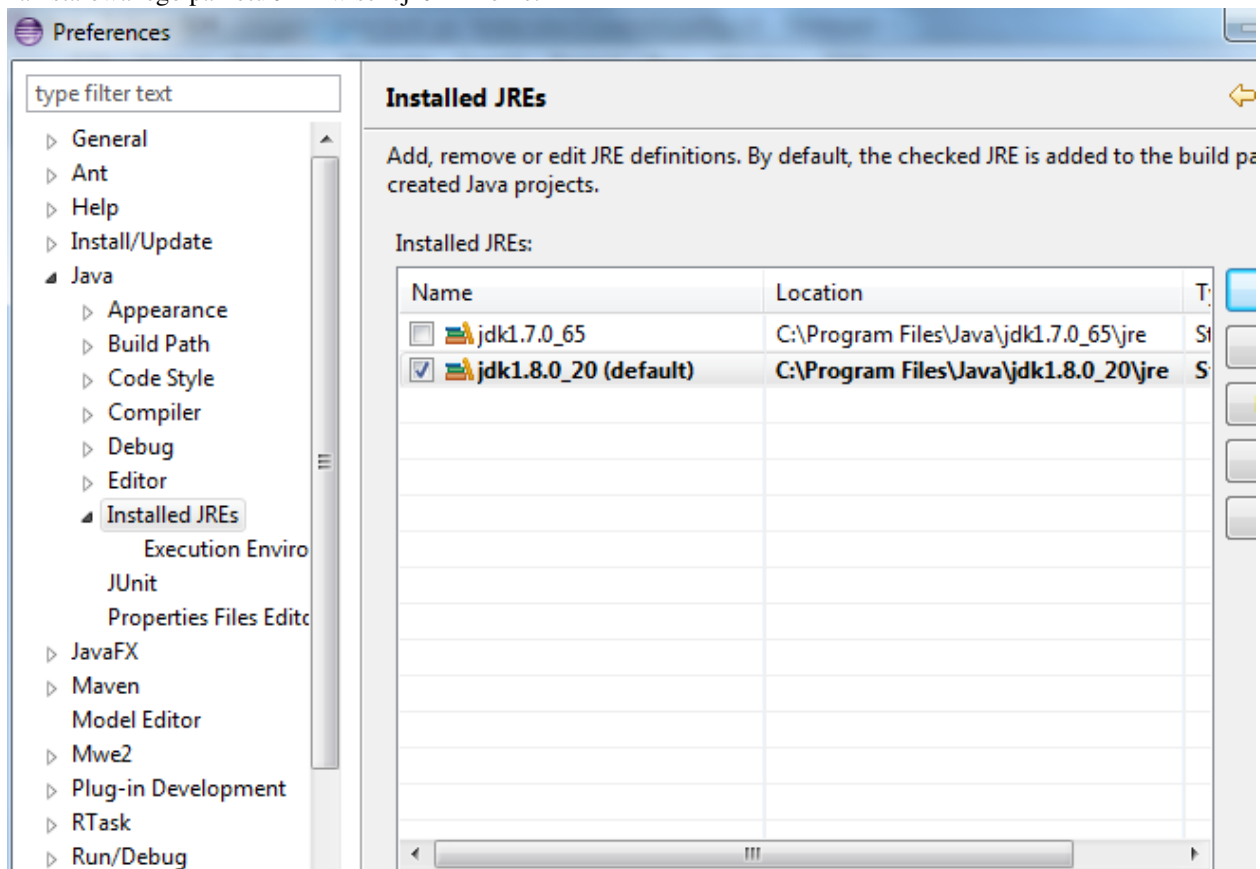 Preferences
type filter text
General
Ant
Help
Install/Update
Java
Appearance
Build Path
Code Style
Compiler
Debug
Editor
Installed JREs
Execution Enviro
JUnit
Properties Files Edito
JavaFX
Maven
Model Editor
Mwe2
Plug-in Development
RTask
Run/Debug
Installed JREs
Add, remove or edit JRE definitions. By default, the checked JRE is added to the build pa
created Java projects.
Installed JREs:
Name Location
jdk1.7.0_65 C:\Program Files\Java\jdk1.7.0_65\jre
jdk1.8.0_20 (default) C:\Program Files\Java\jdk1.8.0_20\jre